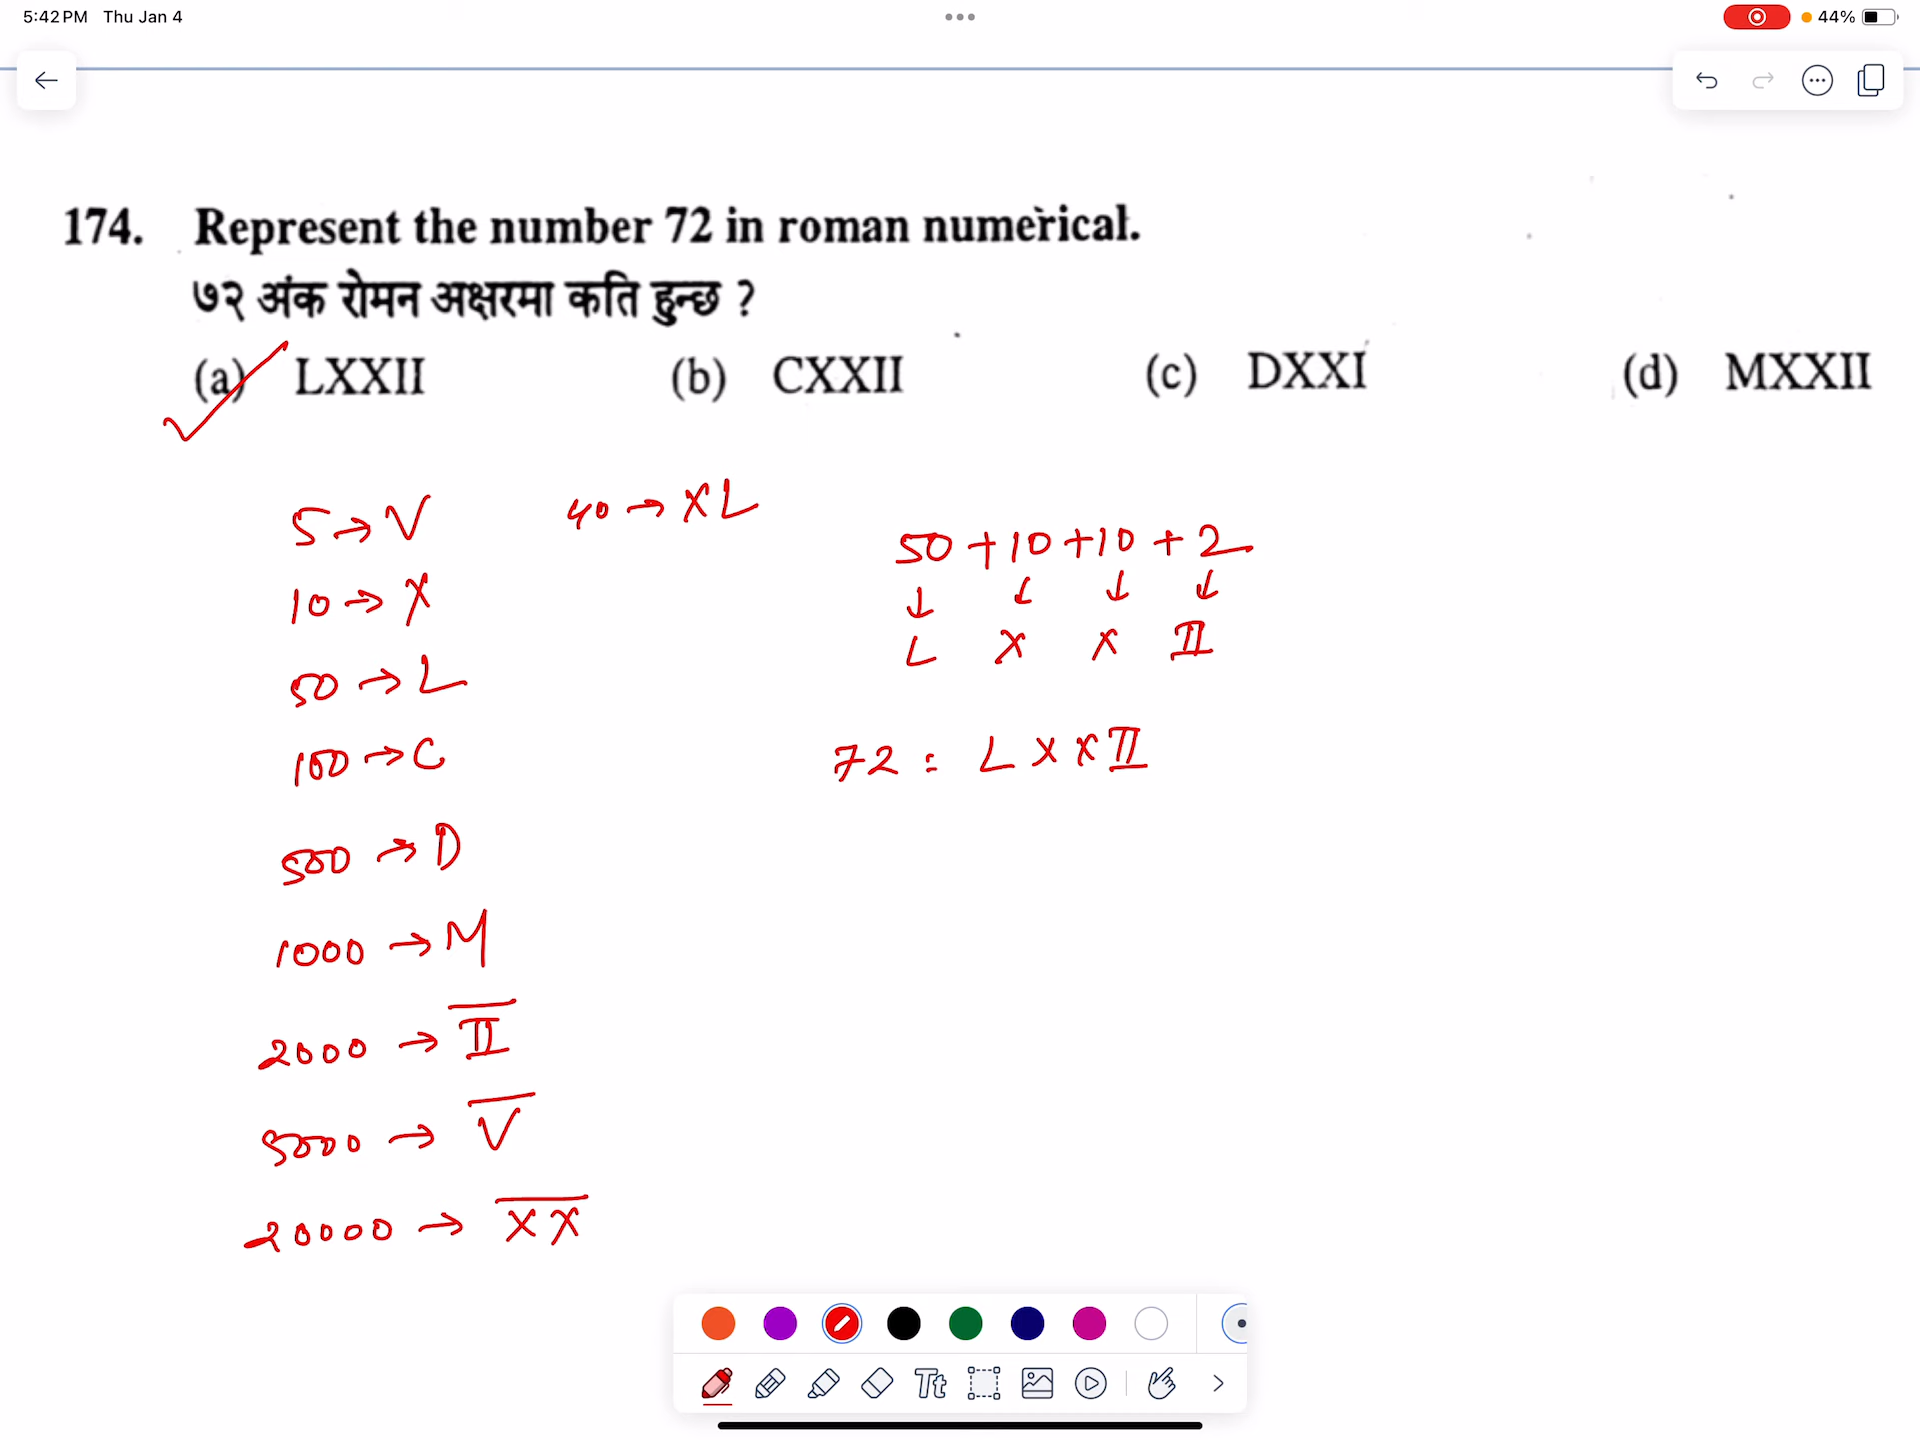 5:42 PM Thu Jan 4
44%
174. Represent the number 72 in roman numerical.
७२ अंक रोमन अक्षरमा कति हुन्छ ?
(a) LXXII (b) CXXII (c) DXXI (d) MXXII
5 → V
40 → XL
10 → X
50 → L
100 → C
500 → D
1000 → M
2000 → I̅I̅
5000 → V̅
20000 → X̅X̅
50 + 10 + 10 + 2
↓ ↓ ↓ ↓
L X X II
72 = LXXII
Tt